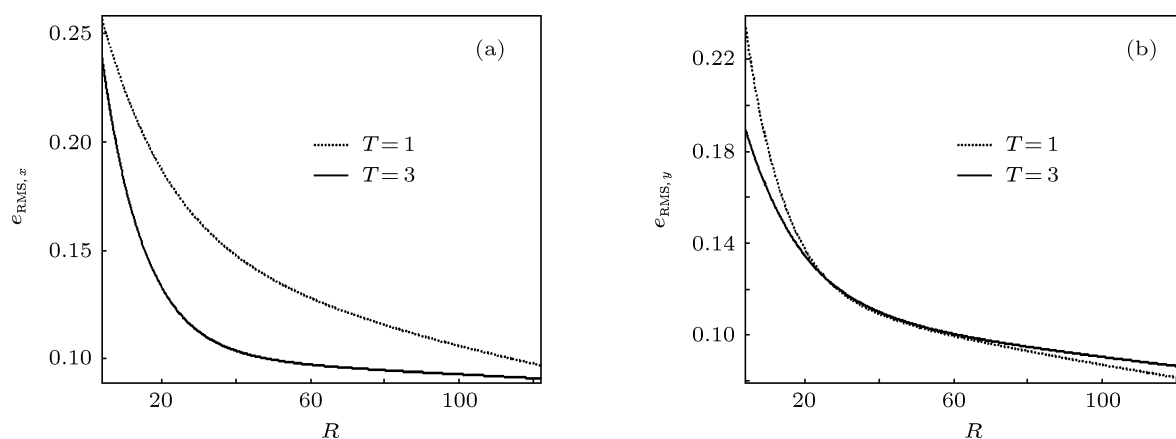 (a)
0.25
0.20
0.15
0.10
e_RMS, x
T = 1
T = 3
20
60
100
R
(b)
0.22
0.18
0.14
0.10
e_RMS, y
T = 1
T = 3
20
60
100
R